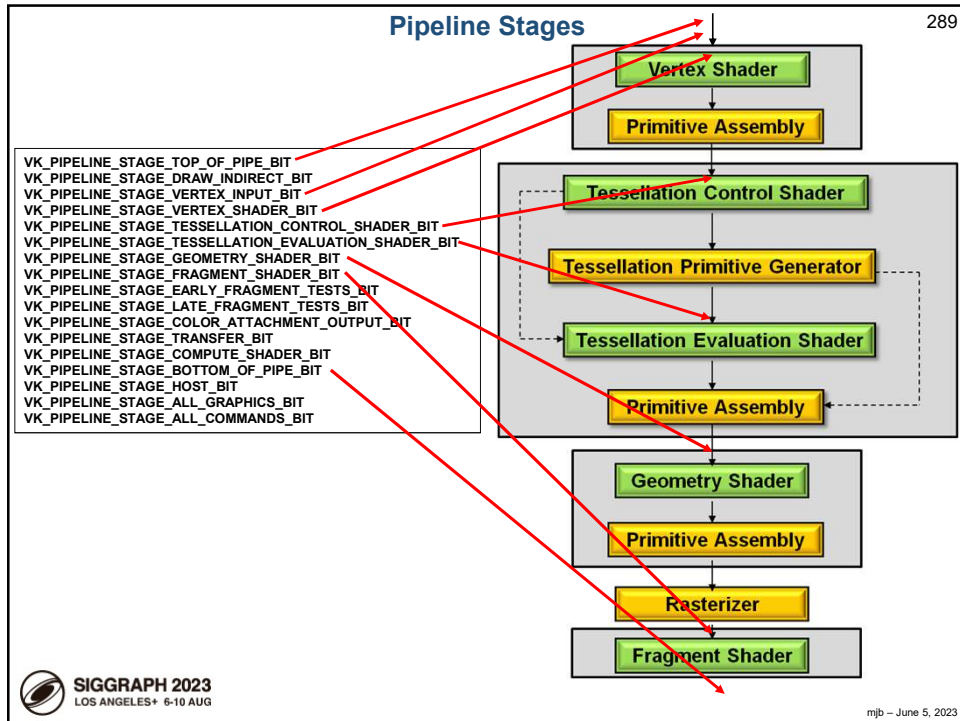 Pipeline Stages
289
VK_PIPELINE_STAGE_TOP_OF_PIPE_BIT
VK_PIPELINE_STAGE_DRAW_INDIRECT_BIT
VK_PIPELINE_STAGE_VERTEX_INPUT_BIT
VK_PIPELINE_STAGE_VERTEX_SHADER_BIT
VK_PIPELINE_STAGE_TESSELLATION_CONTROL_SHADER_BIT
VK_PIPELINE_STAGE_TESSELLATION_EVALUATION_SHADER_BIT
VK_PIPELINE_STAGE_GEOMETRY_SHADER_BIT
VK_PIPELINE_STAGE_FRAGMENT_SHADER_BIT
VK_PIPELINE_STAGE_EARLY_FRAGMENT_TESTS_BIT
VK_PIPELINE_STAGE_LATE_FRAGMENT_TESTS_BIT
VK_PIPELINE_STAGE_COLOR_ATTACHMENT_OUTPUT_BIT
VK_PIPELINE_STAGE_TRANSFER_BIT
VK_PIPELINE_STAGE_COMPUTE_SHADER_BIT
VK_PIPELINE_STAGE_BOTTOM_OF_PIPE_BIT
VK_PIPELINE_STAGE_HOST_BIT
VK_PIPELINE_STAGE_ALL_GRAPHICS_BIT
VK_PIPELINE_STAGE_ALL_COMMANDS_BIT
Vertex Shader
Primitive Assembly
Tessellation Control Shader
Tessellation Primitive Generator
Tessellation Evaluation Shader
Primitive Assembly
Geometry Shader
Primitive Assembly
Rasterizer
Fragment Shader
SIGGRAPH 2023
LOS ANGELES+ 6-10 AUG
mjb – June 5, 2023